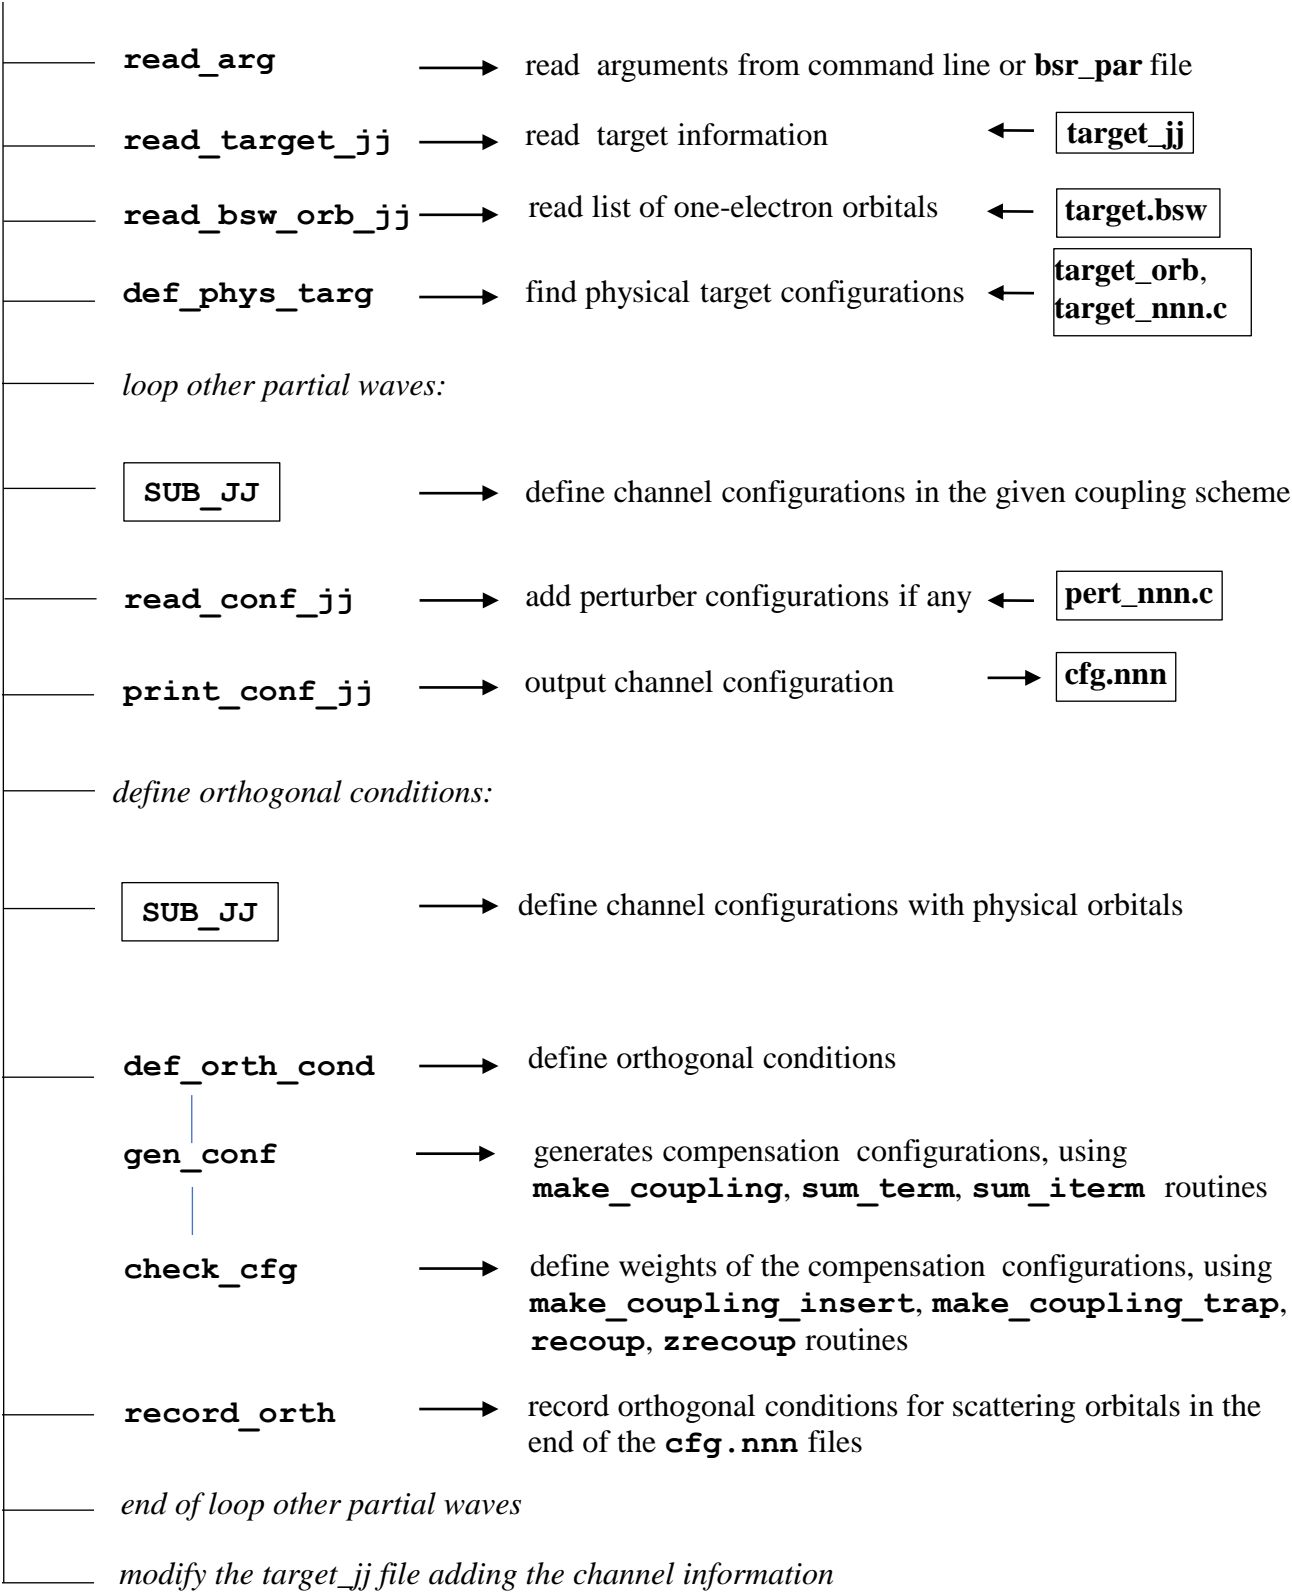 read_arg read arguments from command line or bsr_par file
read_target_jj read target information target_jj
read_bsw_orb_jj read list of one-electron orbitals target.bsw
def_phys_targ find physical target configurations target_orb,
target_nnn.c
loop other partial waves:
SUB_JJ define channel configurations in the given coupling scheme
read_conf_jj add perturber configurations if any pert_nnn.c
print_conf_jj output channel configuration cfg.nnn
define orthogonal conditions:
SUB_JJ define channel configurations with physical orbitals
def_orth_cond define orthogonal conditions
gen_conf generates compensation configurations, using
make_coupling, sum_term, sum_iterm routines
check_cfg define weights of the compensation configurations, using
make_coupling_insert, make_coupling_trap,
recoup, zrecoup routines
record_orth record orthogonal conditions for scattering orbitals in the
end of the cfg.nnn files
end of loop other partial waves
modify the target_jj file adding the channel information